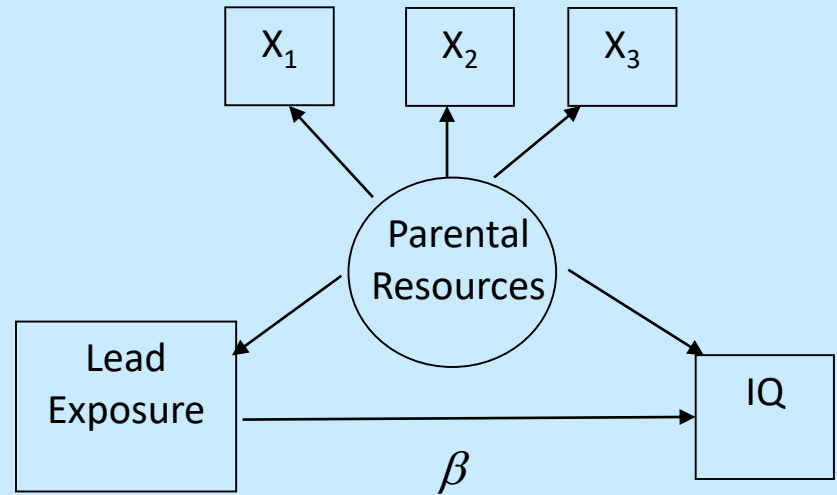 X₁
X₂
X₃
Parental
Resources
Lead
Exposure
IQ
β